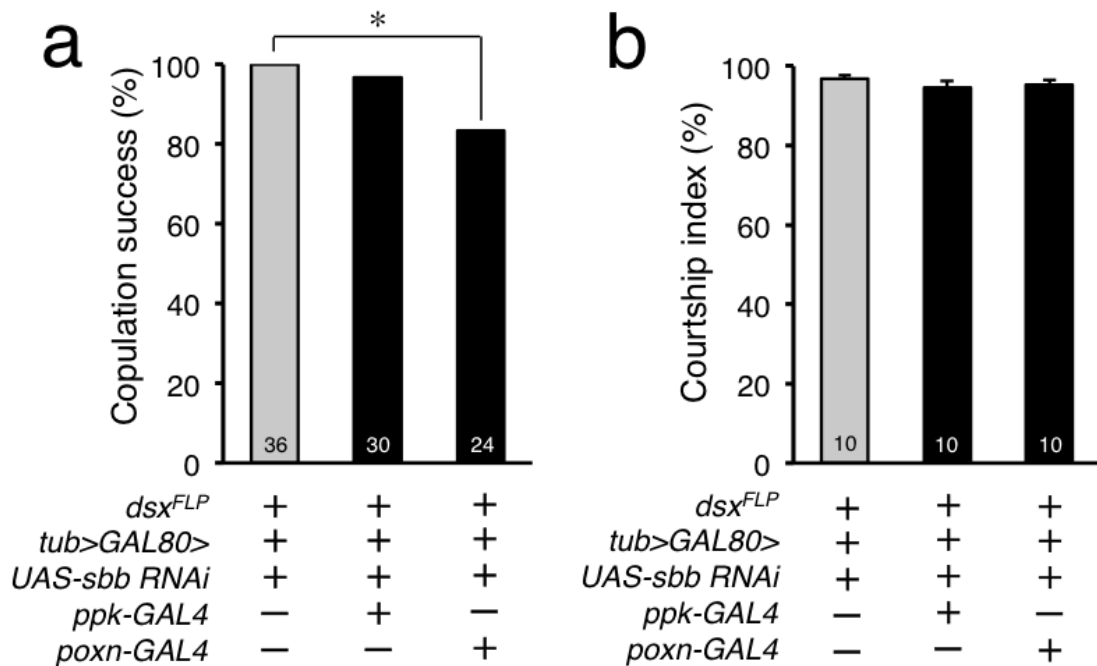 a
*
Copulation success (%)
100
80
60
40
20
0
36 30 24
dsxFLP + + +
tub>GAL80> + + +
UAS-sbb RNAi + + +
ppk-GAL4 — + —
poxn-GAL4 — — +
b
Courtship index (%)
100
80
60
40
20
0
10 10 10
dsxFLP + + +
tub>GAL80> + + +
UAS-sbb RNAi + + +
ppk-GAL4 — + —
poxn-GAL4 — — +